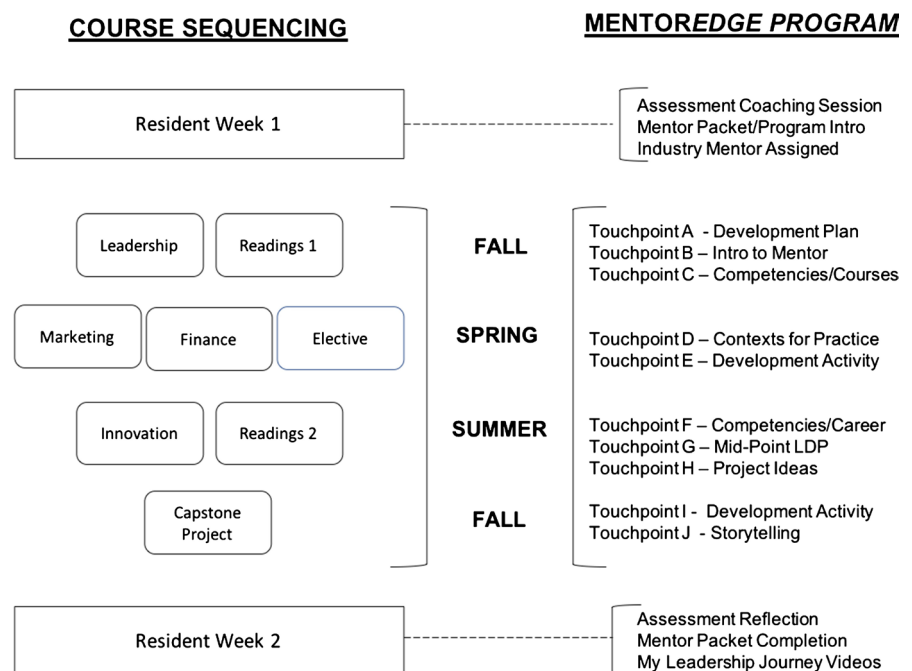 COURSE SEQUENCING
MENTOREDGE PROGRAM
Resident Week 1
Assessment Coaching Session
Mentor Packet/Program Intro
Industry Mentor Assigned
Leadership
Readings 1
FALL
Touchpoint A - Development Plan
Touchpoint B – Intro to Mentor
Touchpoint C – Competencies/Courses
Marketing
Finance
Elective
SPRING
Touchpoint D – Contexts for Practice
Touchpoint E – Development Activity
Innovation
Readings 2
SUMMER
Touchpoint F – Competencies/Career
Touchpoint G – Mid-Point LDP
Touchpoint H – Project Ideas
Capstone
Project
FALL
Touchpoint I - Development Activity
Touchpoint J - Storytelling
Resident Week 2
Assessment Reflection
Mentor Packet Completion
My Leadership Journey Videos